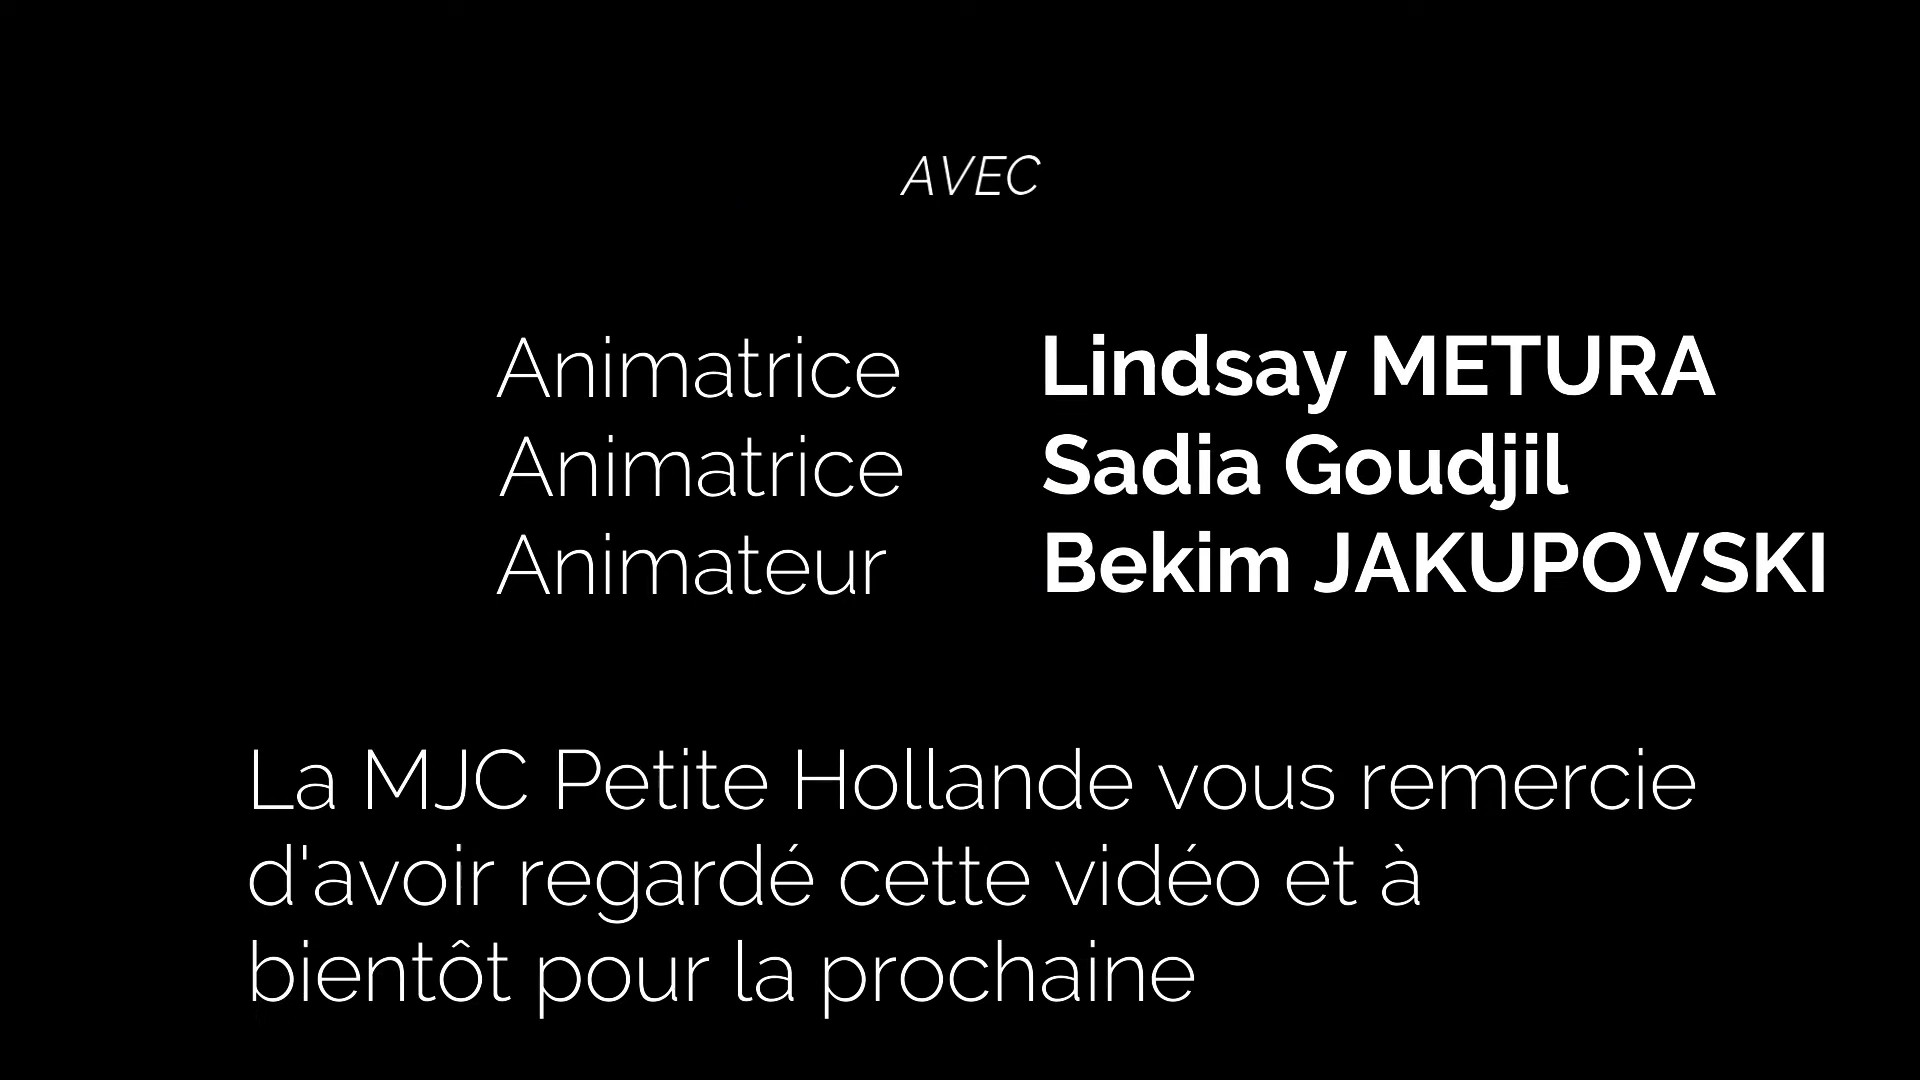 AVEC
Animatrice Lindsay METURA
Animatrice Sadia Goudjil
Animateur Bekim JAKUPOVSKI
La MJC Petite Hollande vous remercie
d'avoir regardé cette vidéo et à
bientôt pour la prochaine